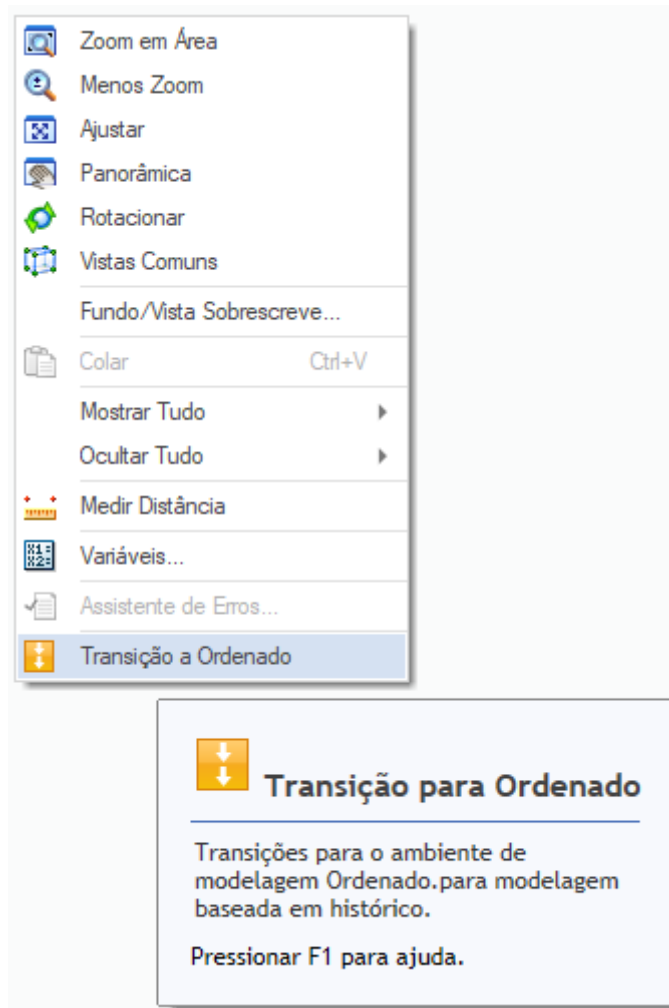 Zoom em Área
Menos Zoom
Ajustar
Panorâmica
Rotacionar
Vistas Comuns
Fundo/Vista Sobrescreve...
Colar Ctrl+V
Mostrar Tudo
Ocultar Tudo
Medir Distância
X1=
X2=
Variáveis...
Assistente de Erros...
Transição a Ordenado
Transição para Ordenado
Transições para o ambiente de
modelagem Ordenado.para modelagem
baseada em histórico.
Pressionar F1 para ajuda.